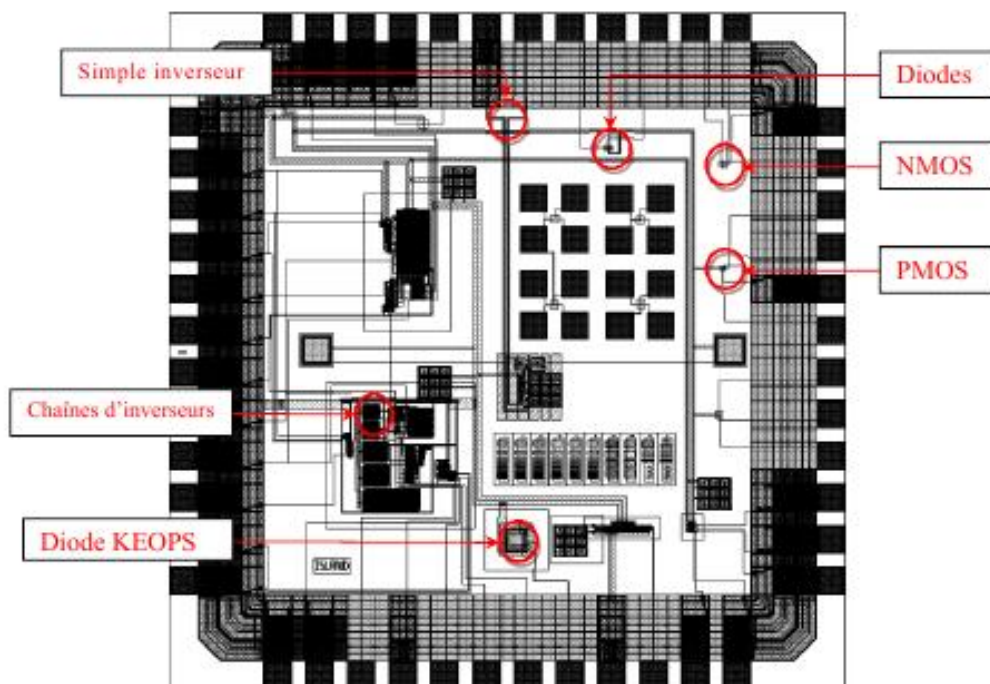 Simple inverseur
Diodes
NMOS
PMOS
Chaînes d'inverseurs
Diode KEOPS